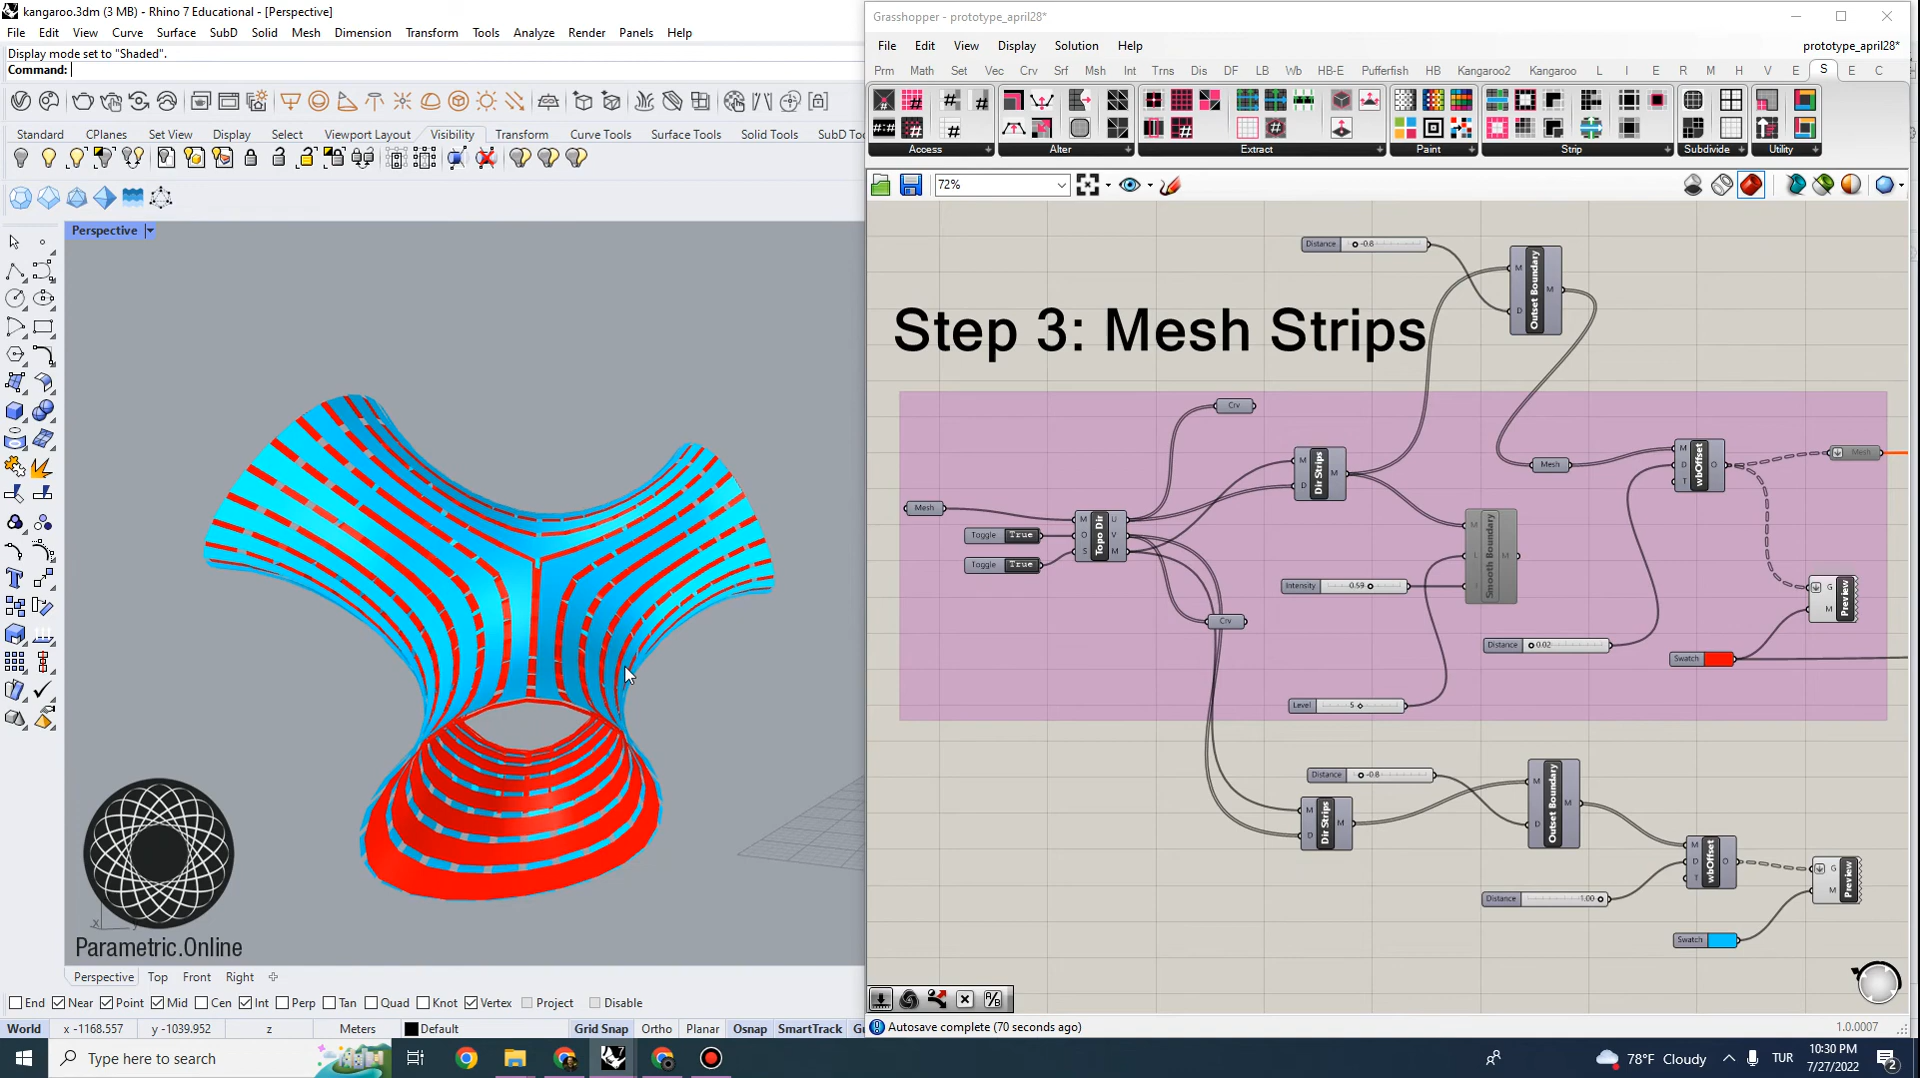 kangaroo.3dm (3 MB) - Rhino 7 Educational - [Perspective]
File Edit View Curve Surface SubD Solid Mesh Dimension Transform Tools Analyze Render Panels Help
Display mode set to "Shaded".
Command:
Standard CPlanes Set View Display Select Viewport Layout Visibility Transform Curve Tools Surface Tools Solid Tools SubD Too
Perspective
Parametric.Online
Perspective Top Front Right
End Near Point Mid Cen Int Perp Tan Quad Knot Vertex Project Disable
World x -1168.557 y -1039.952 z Meters Default Grid Snap Ortho Planar Osnap SmartTrack Gu
Grasshopper - prototype_april28*
File Edit View Display Solution Help prototype_april28*
Prm Math Set Vec Crv Srf Msh Int Trns Dis DF LB Wb HB-E Pufferfish HB Kangaroo2 Kangaroo L I E R M H V E S E C
Access Alter Extract Paint Strip Subdivide Utility
72%
Distance -0.8
M D Outset Boundary M
Step 3: Mesh Strips
Crv
M D Dir Strips M
Mesh
M D T wbOffset O
Mesh
Mesh
Toggle True
Toggle True
M O S Topo Dir U V M
L Smooth Boundary M
Intensity 0.59
G M Preview
Crv
Distance 0.02
Swatch
Level 5
Distance -0.8
M D Dir Strips M
M D Outset Boundary M
M D T wbOffset O
G M Preview
Distance 1.00
Swatch
Autosave complete (70 seconds ago)
1.0.0007
Type here to search
78°F Cloudy
TUR
10:30 PM
7/27/2022
2